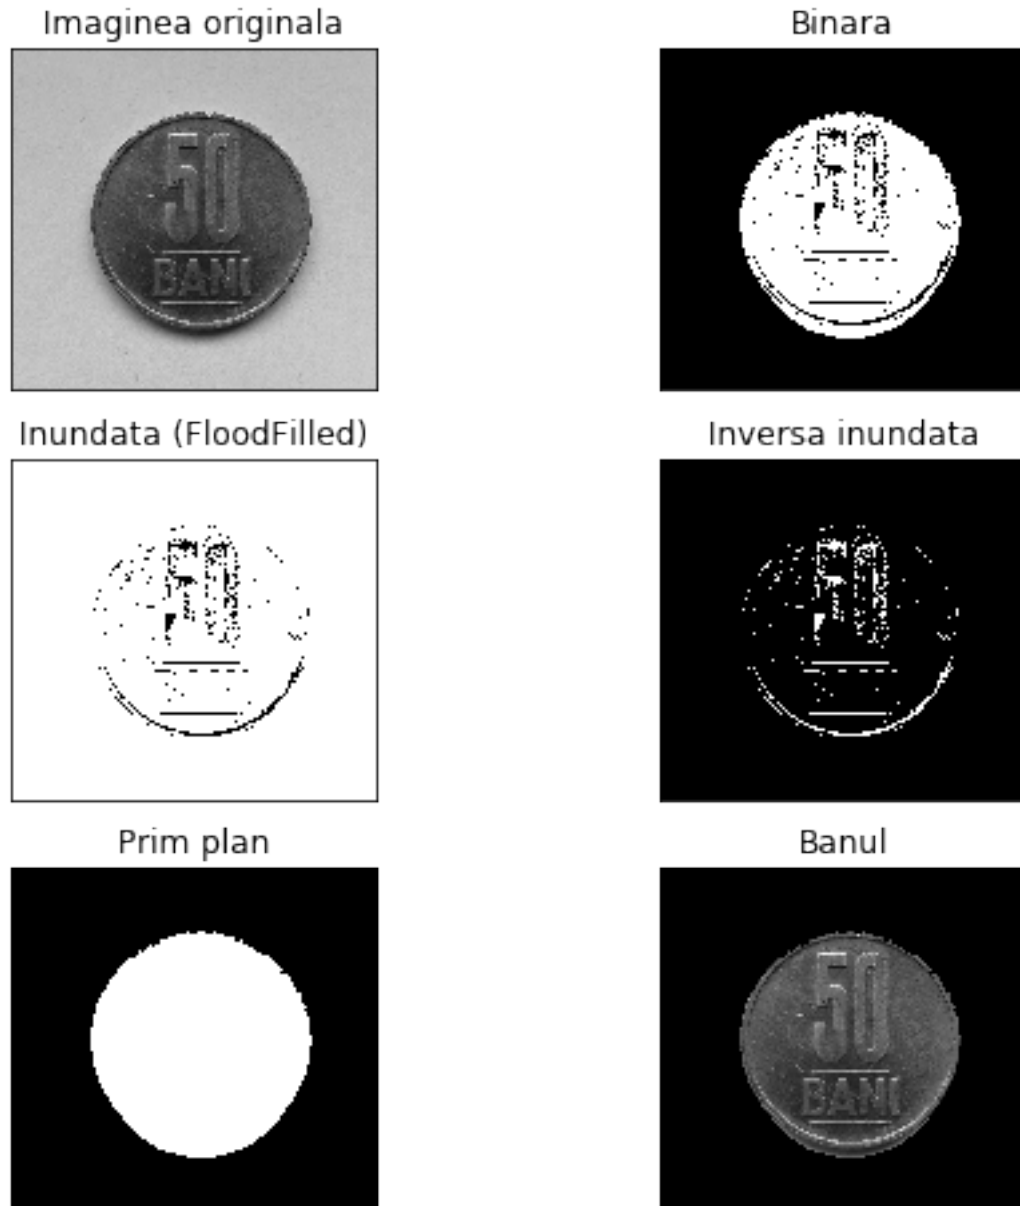 Imaginea originala
Binara
50
BANI
Inundata (FloodFilled)
Inversa inundata
Prim plan
Banul
50
BANI